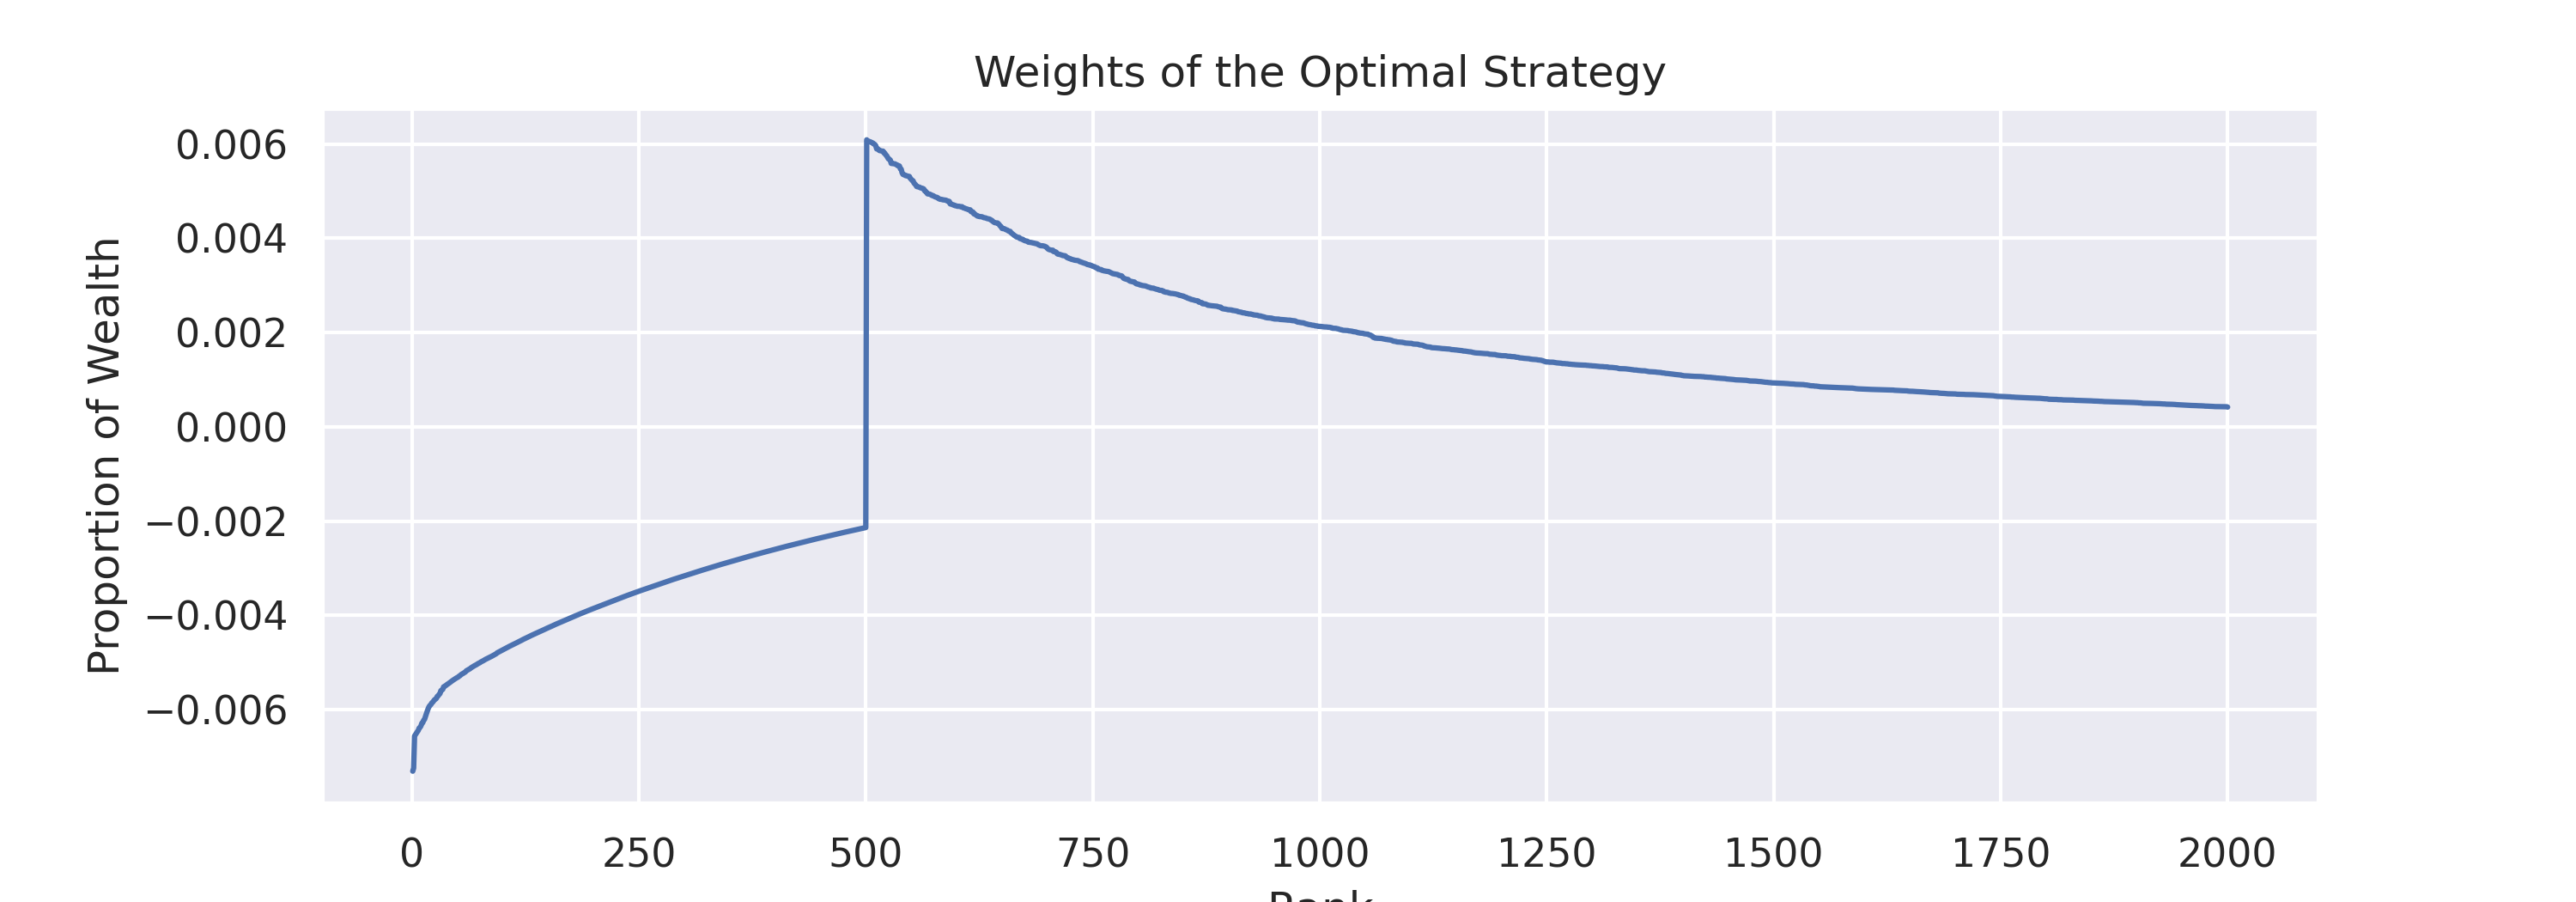 Weights of the Optimal Strategy
Proportion of Wealth
0.006
0.004
0.002
0.000
−0.002
−0.004
−0.006
0 250 500 750 1000 1250 1500 1750 2000
Rank